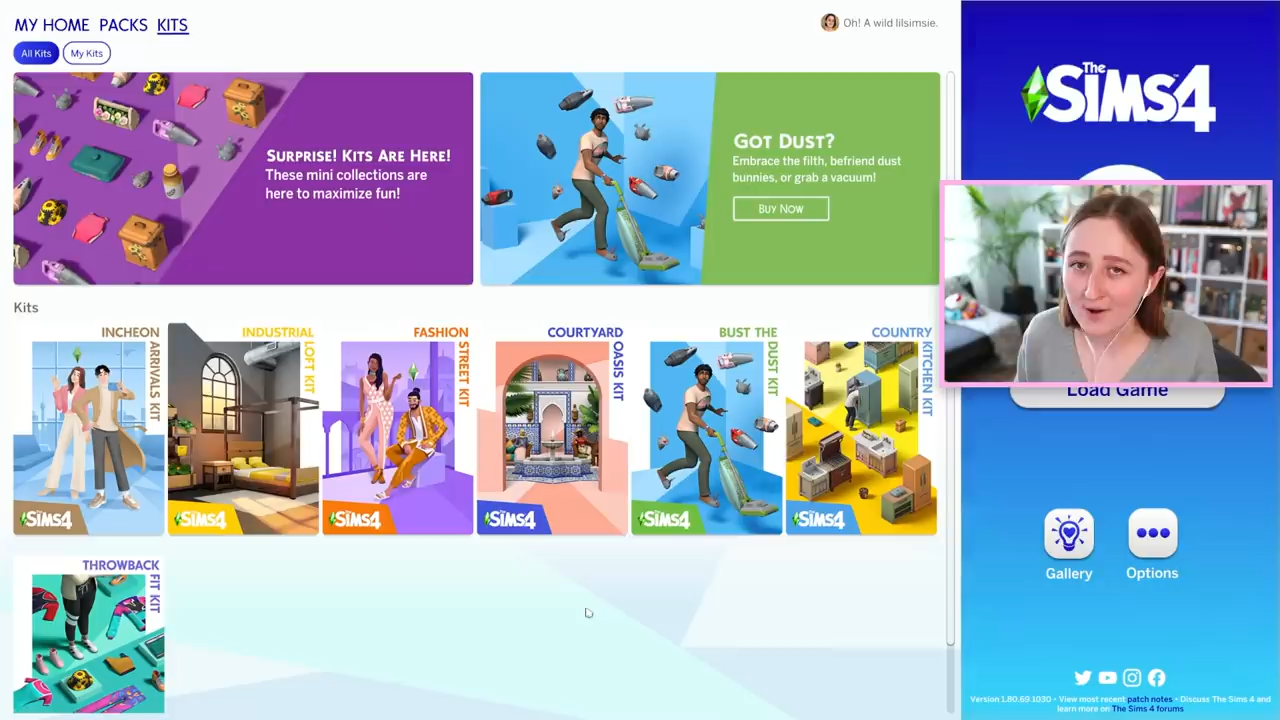 MY HOME PACKS KITS
Oh! A wild lilsimsie.
All Kits
My Kits
SURPRISE! KITS ARE HERE!
These mini collections are
here to maximize fun!
GOT DUST?
Embrace the filth, befriend dust
bunnies, or grab a vacuum!
BUY NOW
Kits
INCHEON
ARRIVALS KIT
THE SIMS 4
INDUSTRIAL
LOFT KIT
THE SIMS 4
FASHION
STREET KIT
THE SIMS 4
COURTYARD
OASIS KIT
THE SIMS 4
BUST THE
DUST KIT
THE SIMS 4
COUNTRY
KITCHEN KIT
THE SIMS 4
THROWBACK
FIT KIT
The SIMS 4
Load Game
Gallery
Options
Version 1.80.69.1030 • View most recent patch notes • Discuss The Sims 4 and
learn more on The Sims 4 forums